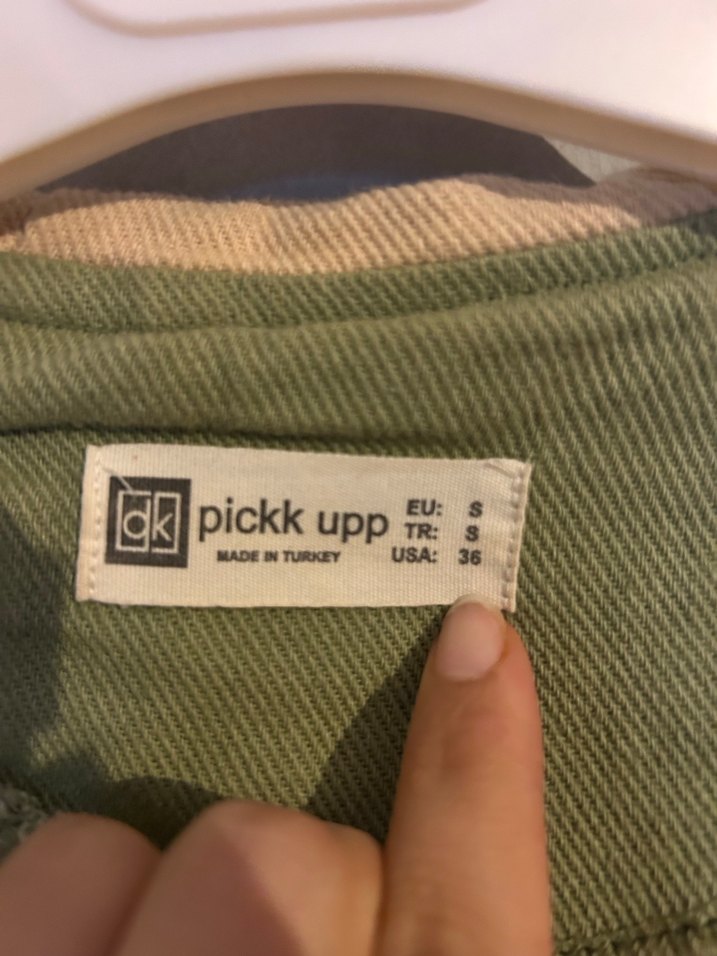 dk
pickk upp
MADE IN TURKEY
EU: S
TR: S
USA: 36